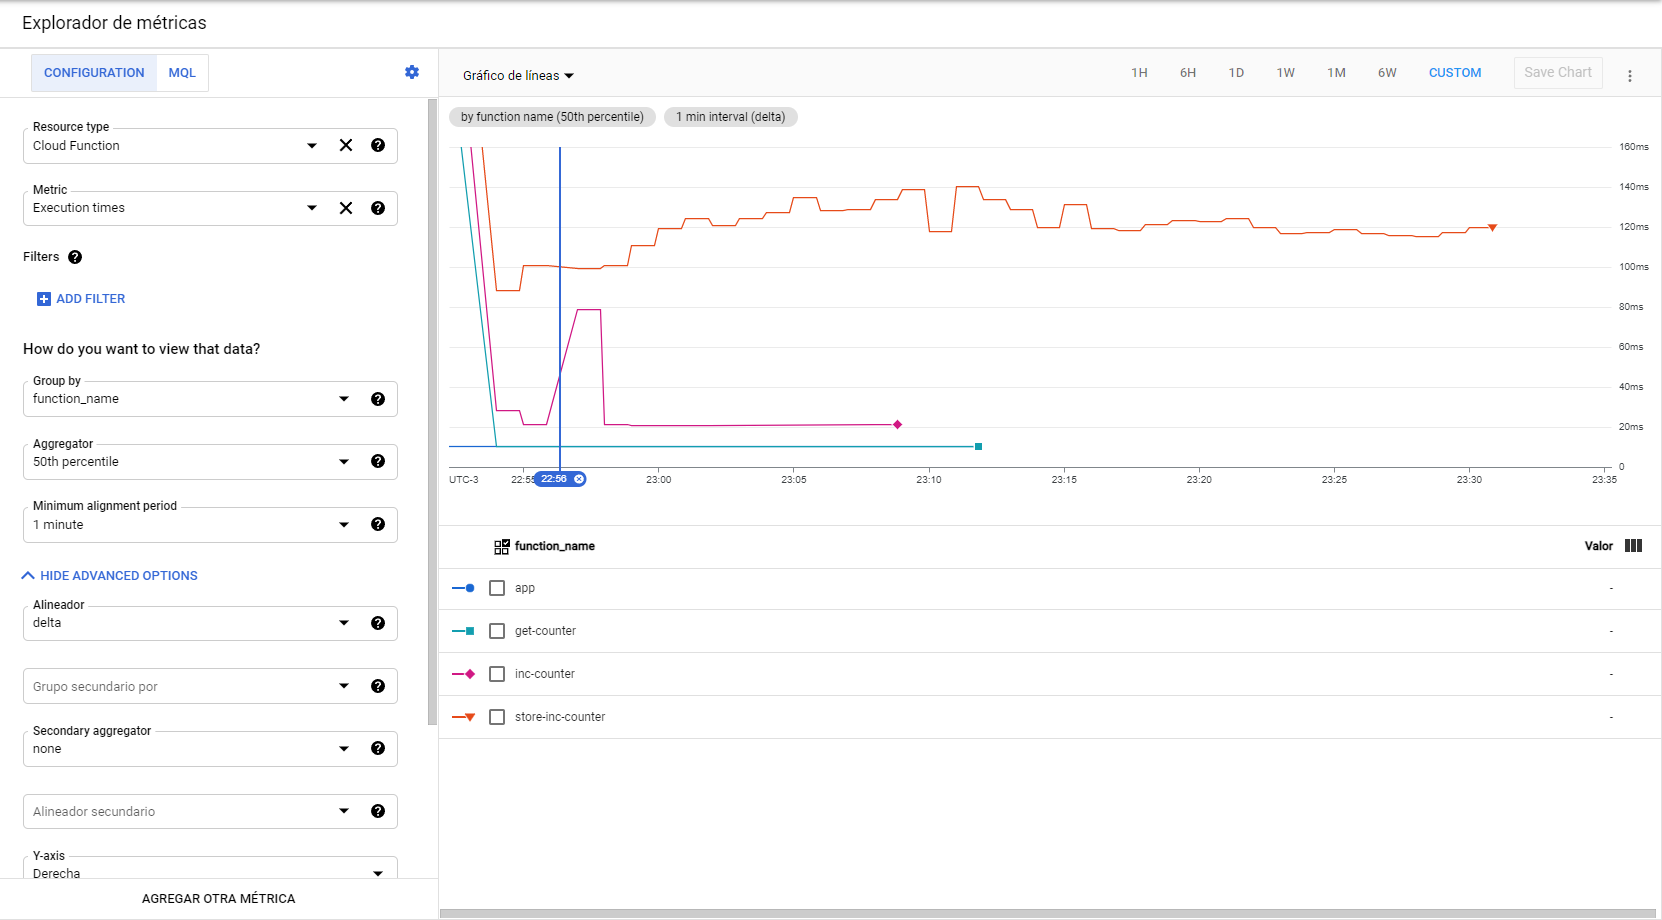 Explorador de métricas
CONFIGURATION
MQL
Resource type
Cloud Function
Metric
Execution times
Filters
ADD FILTER
How do you want to view that data?
Group by
function_name
Aggregator
50th percentile
Minimum alignment period
1 minute
HIDE ADVANCED OPTIONS
Alineador
delta
Grupo secundario por
Secondary aggregator
none
Alineador secundario
Y-axis
Derecha
AGREGAR OTRA MÉTRICA
Gráfico de líneas
1H 6H 1D 1W 1M 6W CUSTOM
Save Chart
by function name (50th percentile)
1 min interval (delta)
160ms
140ms
120ms
100ms
80ms
60ms
40ms
20ms
0
UTC-3 22:55 22:56 23:00 23:05 23:10 23:15 23:20 23:25 23:30 23:35
function_name Valor
app -
get-counter -
inc-counter -
store-inc-counter -